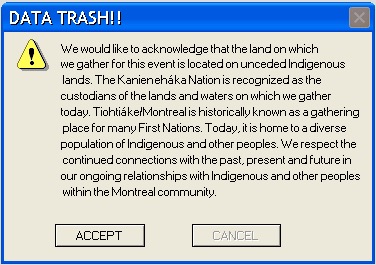 DATA TRASH!!
We would like to acknowledge that the land on which
we gather for this event is located on unceded Indigenous
lands. The Kanieneháka Nation is recognized as the
custodians of the lands and waters on which we gather
today. Tiohtiáke/Montreal is historically known as a gathering
place for many First Nations. Today, it is home to a diverse
population of Indigenous and other peoples. We respect the
continued connections with the past, present and future in
our ongoing relationships with Indigenous and other peoples
within the Montreal community.
ACCEPT
CANCEL